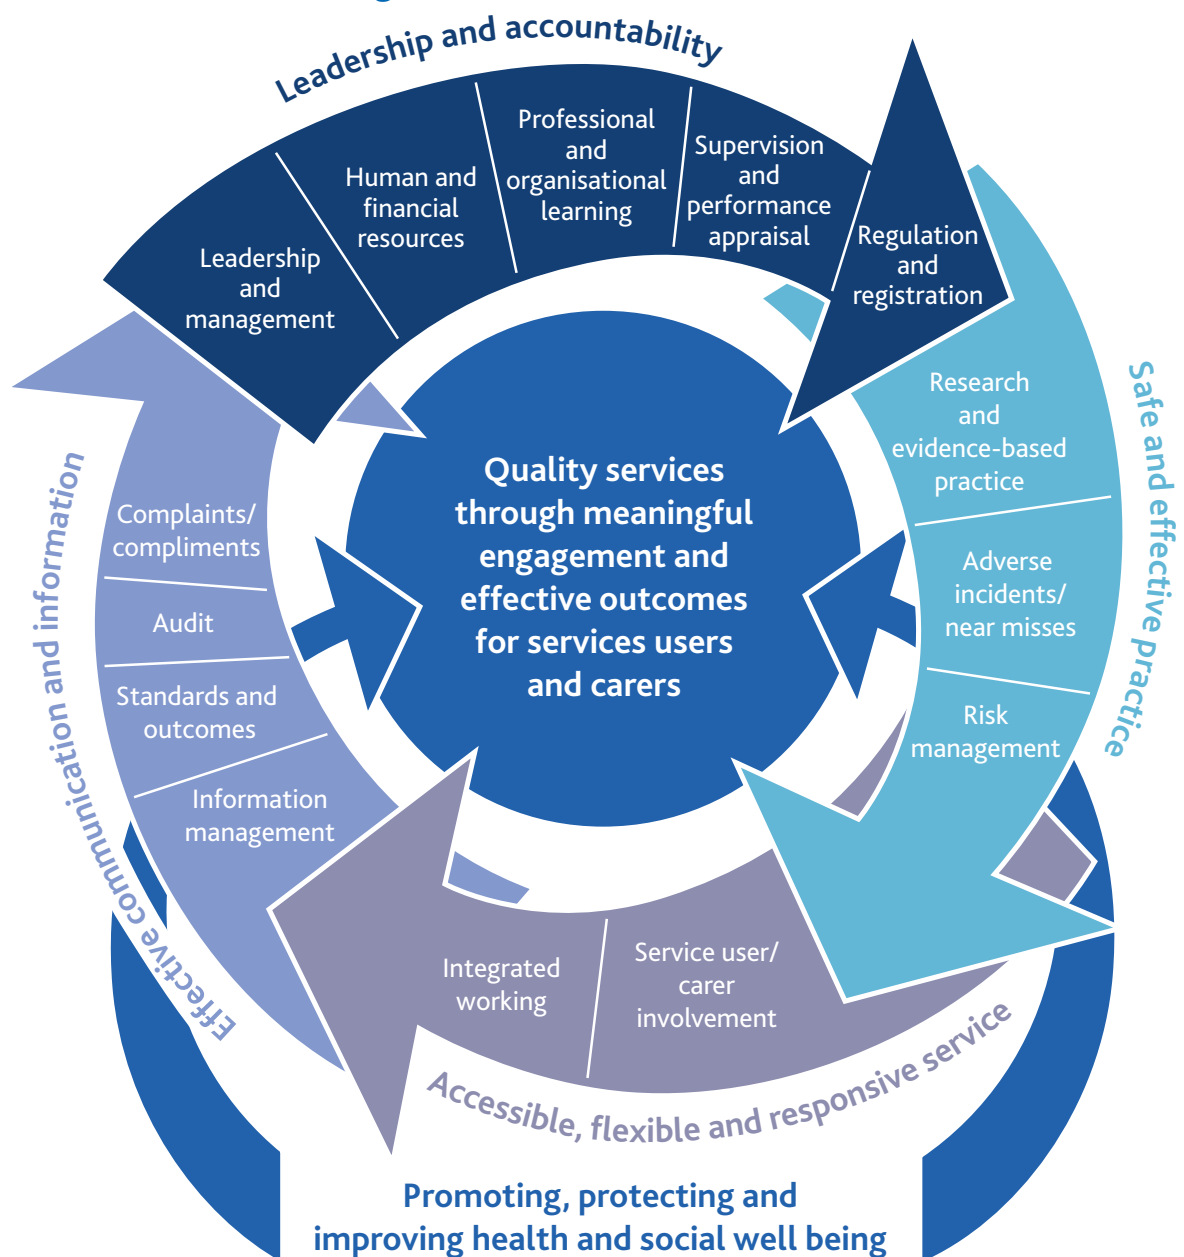 Leadership and accountability
Leadership
and
management
Human and
financial
resources
Professional
and
organisational
learning
Supervision
and
performance
appraisal
Regulation
and
registration
Safe and effective practice
Research
and
evidence-based
practice
Adverse
incidents/
near misses
Risk
management
Quality services
through meaningful
engagement and
effective outcomes
for services users
and carers
Effective communication and information
Complaints/
compliments
Audit
Standards and
outcomes
Information
management
Integrated
working
Service user/
carer
involvement
Accessible, flexible and responsive service
Promoting, protecting and
improving health and social well being